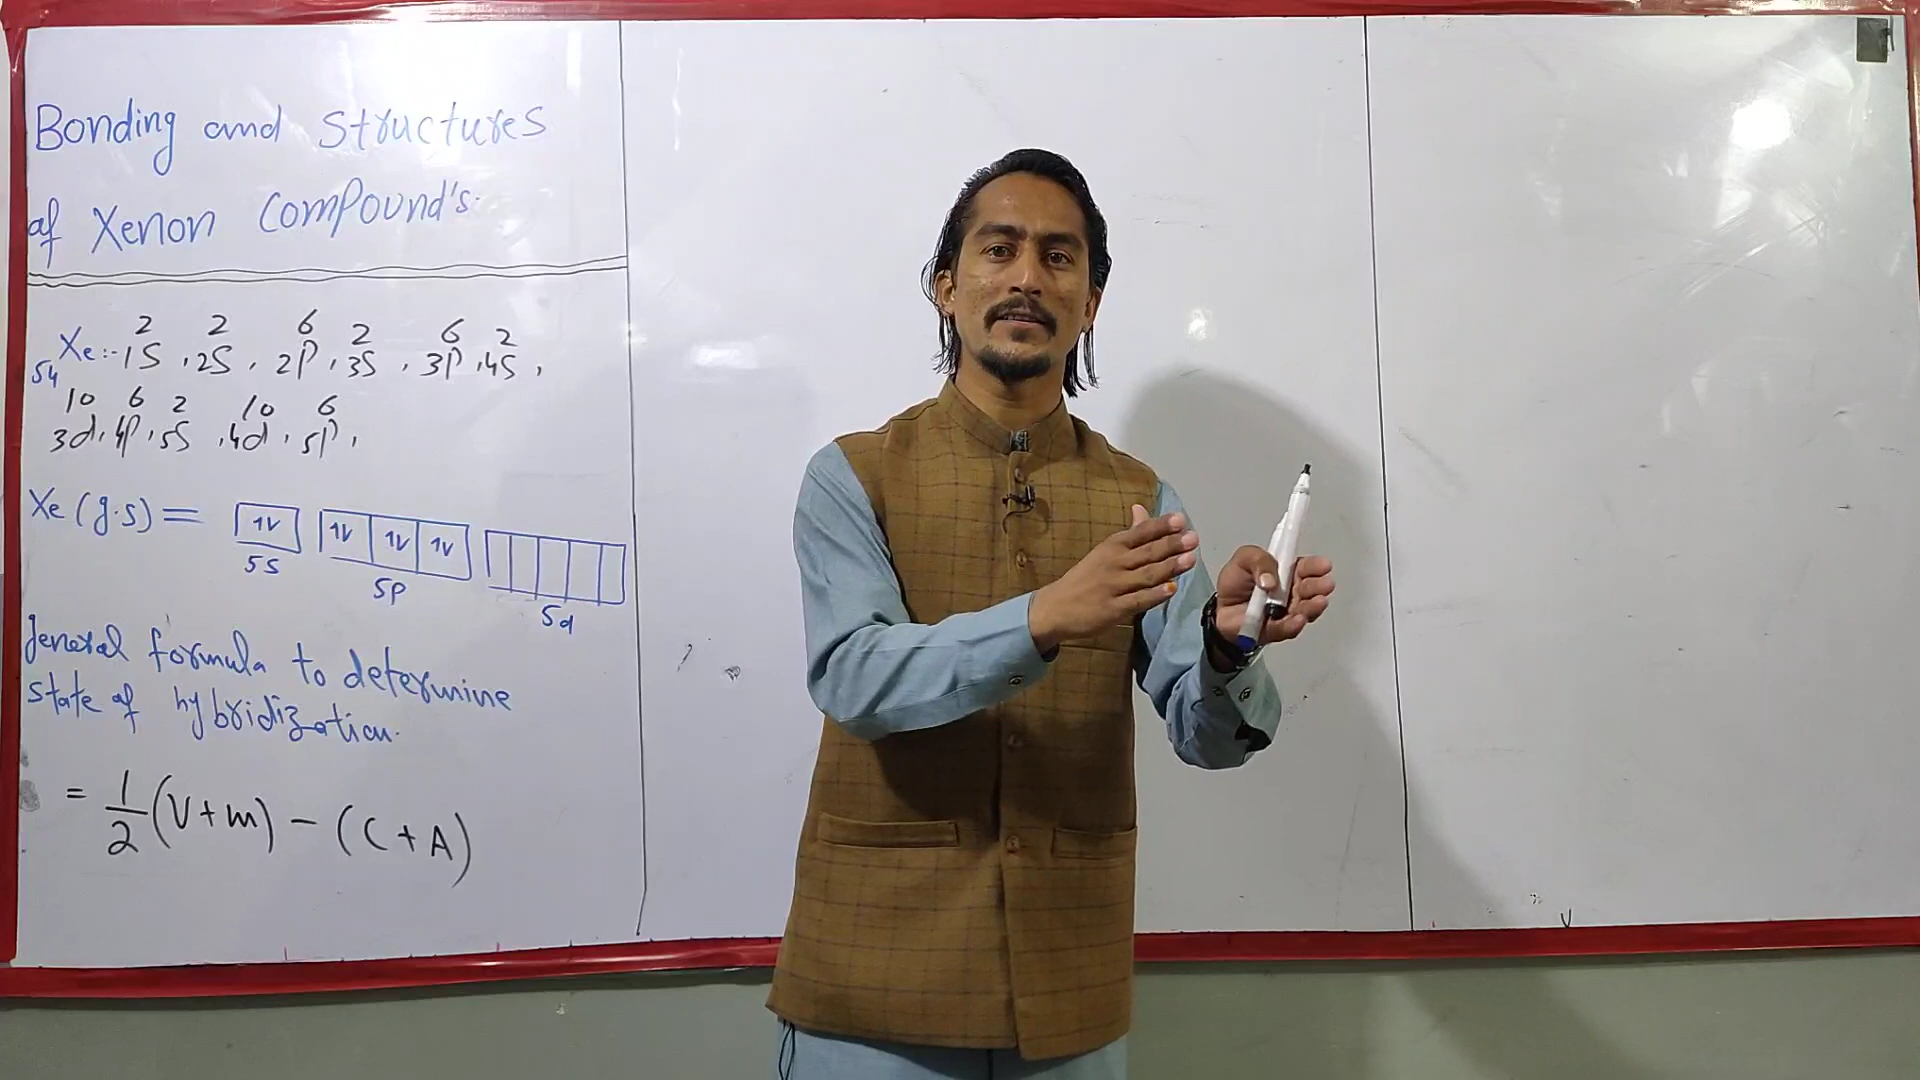 Bonding and structures
of Xenon Compound's.
54Xe:- 1S², 2S², 2P⁶, 3S², 3P⁶, 4S²,
3d¹⁰, 4P⁶, 5S², 4d¹⁰, 5P⁶,
Xe (g.s) = 1V 1V 1V 1V
5S 5P 5d
General formula to determine
state of hybridization.
= 1/2 (V+m) - (C+A)